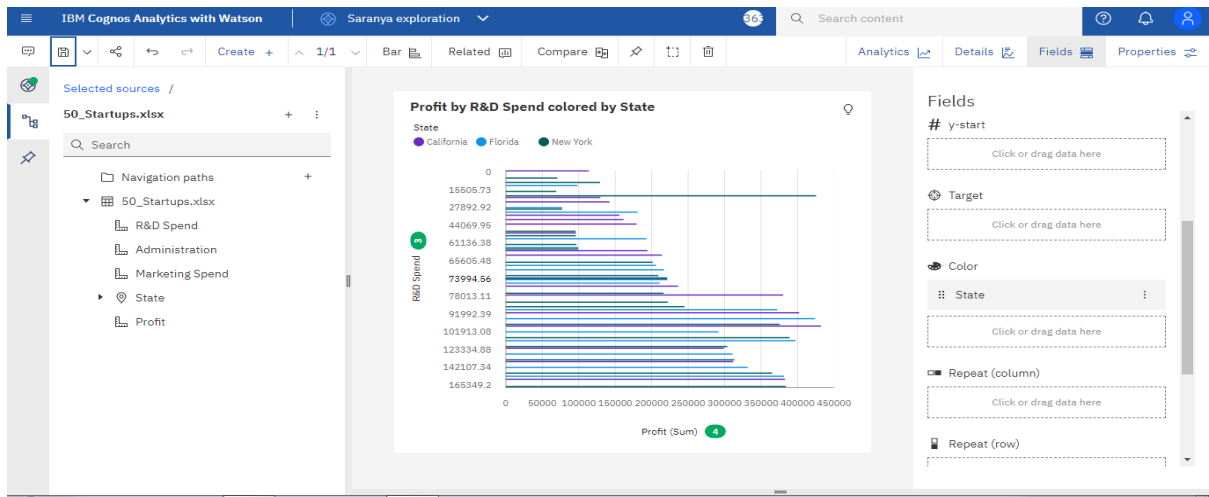 IBM Cognos Analytics with Watson
Saranya exploration
363
Search content
Create +
1/1
Bar
Related
Compare
Analytics
Details
Fields
Properties
Selected sources /
50_Startups.xlsx
Search
Navigation paths
50_Startups.xlsx
R&D Spend
Administration
Marketing Spend
State
Profit
Profit by R&D Spend colored by State
State
California Florida New York
R&D Spend 3
0
15505.73
27892.92
44069.95
61136.38
65605.48
73994.56
78013.11
91992.39
101913.08
123334.88
142107.34
165349.2
0 50000 100000 150000 200000 250000 300000 350000 400000 450000
Profit (Sum) 4
Fields
# y-start
Click or drag data here
Target
Click or drag data here
Color
State
Click or drag data here
Repeat (column)
Click or drag data here
Repeat (row)